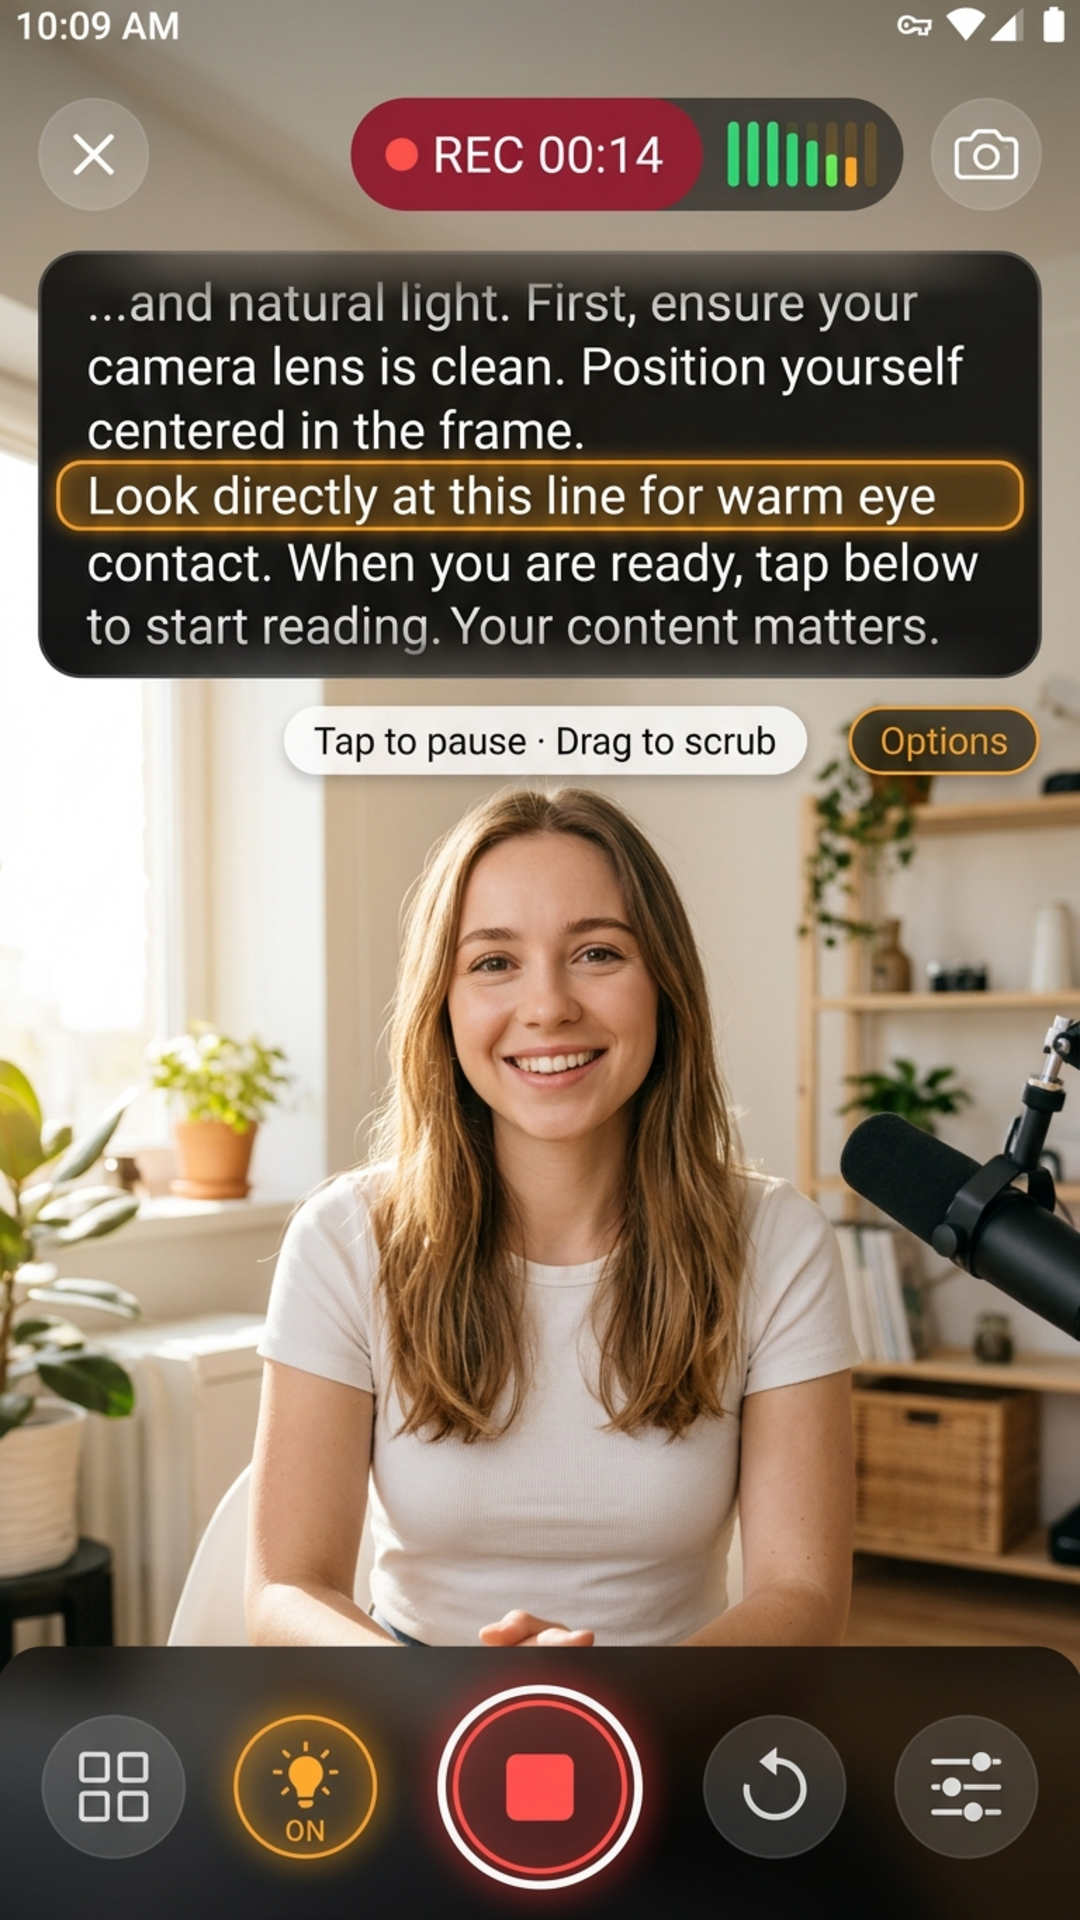 10:09 AM
REC 00:14
...and natural light. First, ensure your
camera lens is clean. Position yourself
centered in the frame.
Look directly at this line for warm eye
contact. When you are ready, tap below
to start reading. Your content matters.
Tap to pause · Drag to scrub
Options
ON